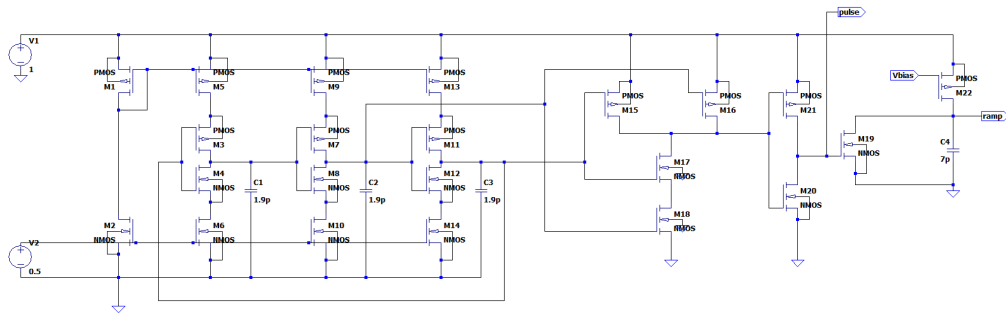 pulse
V1
1
PMOS
M1
PMOS
M5
PMOS
M9
PMOS
M13
PMOS
M15
PMOS
M16
PMOS
M21
Vbias
PMOS
M22
ramp
PMOS
M3
PMOS
M7
PMOS
M11
M4
NMOS
C1
1.9p
M8
NMOS
C2
1.9p
M12
NMOS
C3
1.9p
M17
NMOS
M19
NMOS
C4
7p
M20
NMOS
M18
NMOS
M2
NMOS
M6
NMOS
M10
NMOS
M14
NMOS
V2
0.5